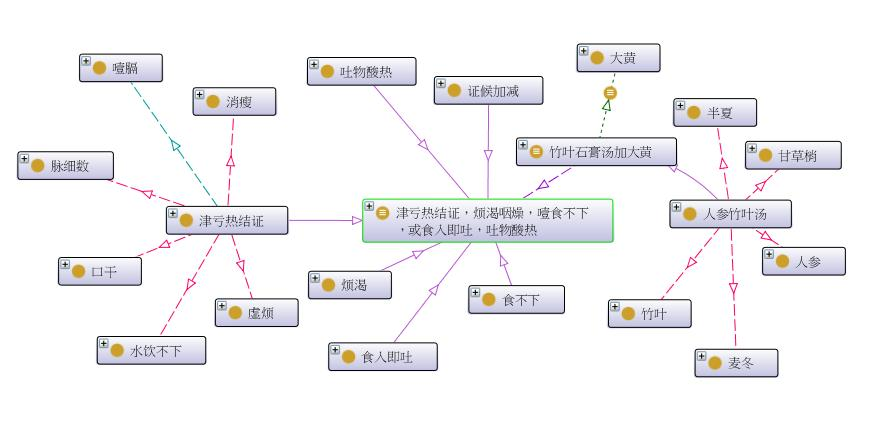 大黄
噎膈
吐物酸热
证候加减
消瘦
半夏
脉细数
竹叶石膏汤加大黄
甘草梢
津亏热结证
津亏热结证，烦渴咽燥，噎食不下
，或食入即吐，吐物酸热
人参竹叶汤
口干
人参
烦渴
食不下
虚烦
竹叶
水饮不下
食入即吐
麦冬